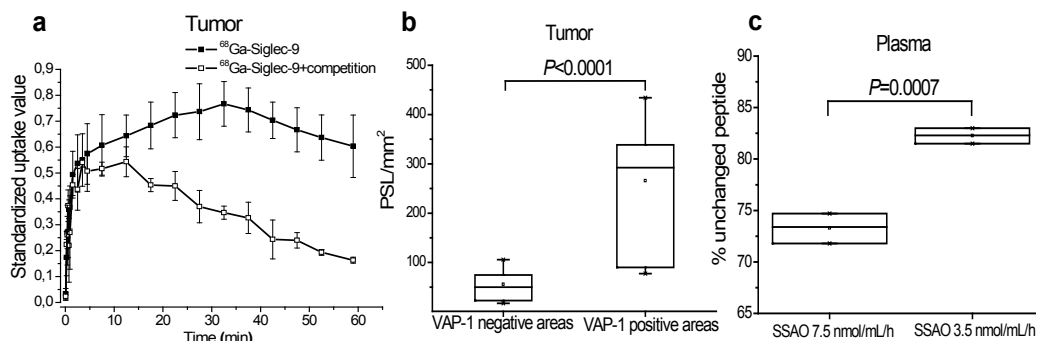 a
Tumor
⁶⁸Ga-Siglec-9
⁶⁸Ga-Siglec-9+competition
Standardized uptake value
0,9
0,8
0,7
0,6
0,5
0,4
0,3
0,2
0,1
0,0
0 10 20 30 40 50 60
Time (min)
b
Tumor
P<0.0001
PSL/mm²
500
400
300
200
100
0
VAP-1 negative areas VAP-1 positive areas
c
Plasma
P=0.0007
% unchanged peptide
90
85
80
75
70
65
SSAO 7.5 nmol/mL/h SSAO 3.5 nmol/mL/h